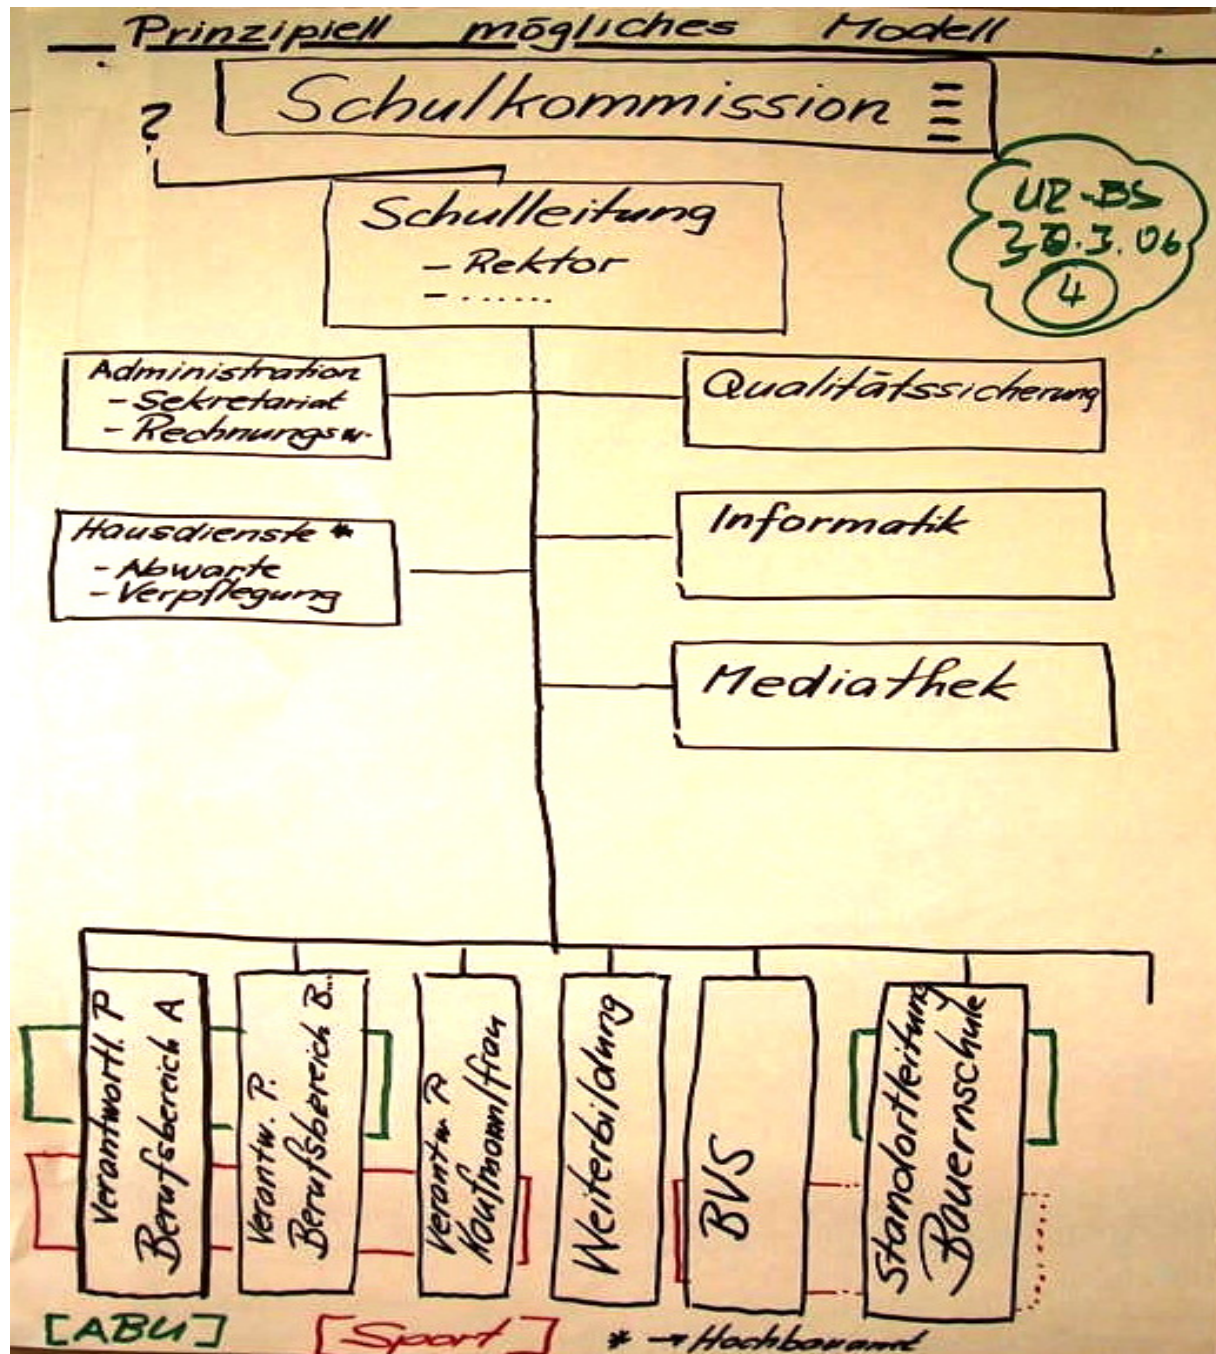 Prinzipiell mögliches Modell
Schulkommission
?
UR-BS
30.3.06
4
Schulleitung
- Rektor
- ......
Administration
- Sekretariat
- Rechnungsw.
Qualitätssicherung
Hausdienste *
- Abwarte
- Verpflegung
Informatik
Mediathek
Verantwortl. P
Berufsbereich A
Verantw. P.
Berufsbereich B...
Verantw. P
Kaufmann/frau
Weiterbildung
BVS
Standortleitung
Bauernschule
[ABU]
[Sport]
* → Hochbauamt